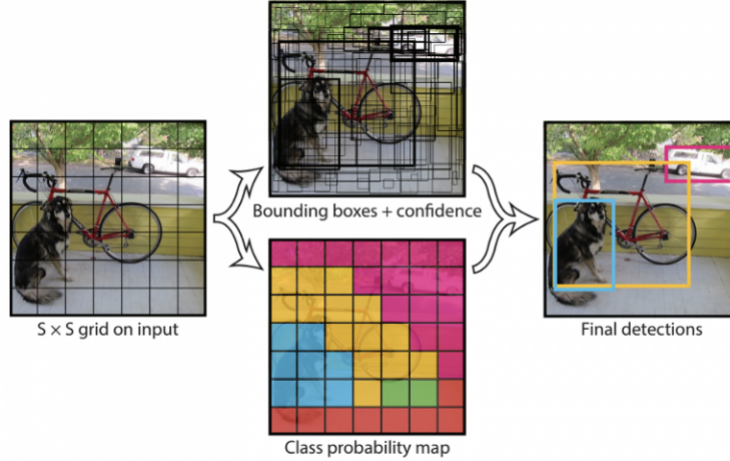 Bounding boxes + confidence
S × S grid on input
Final detections
Class probability map